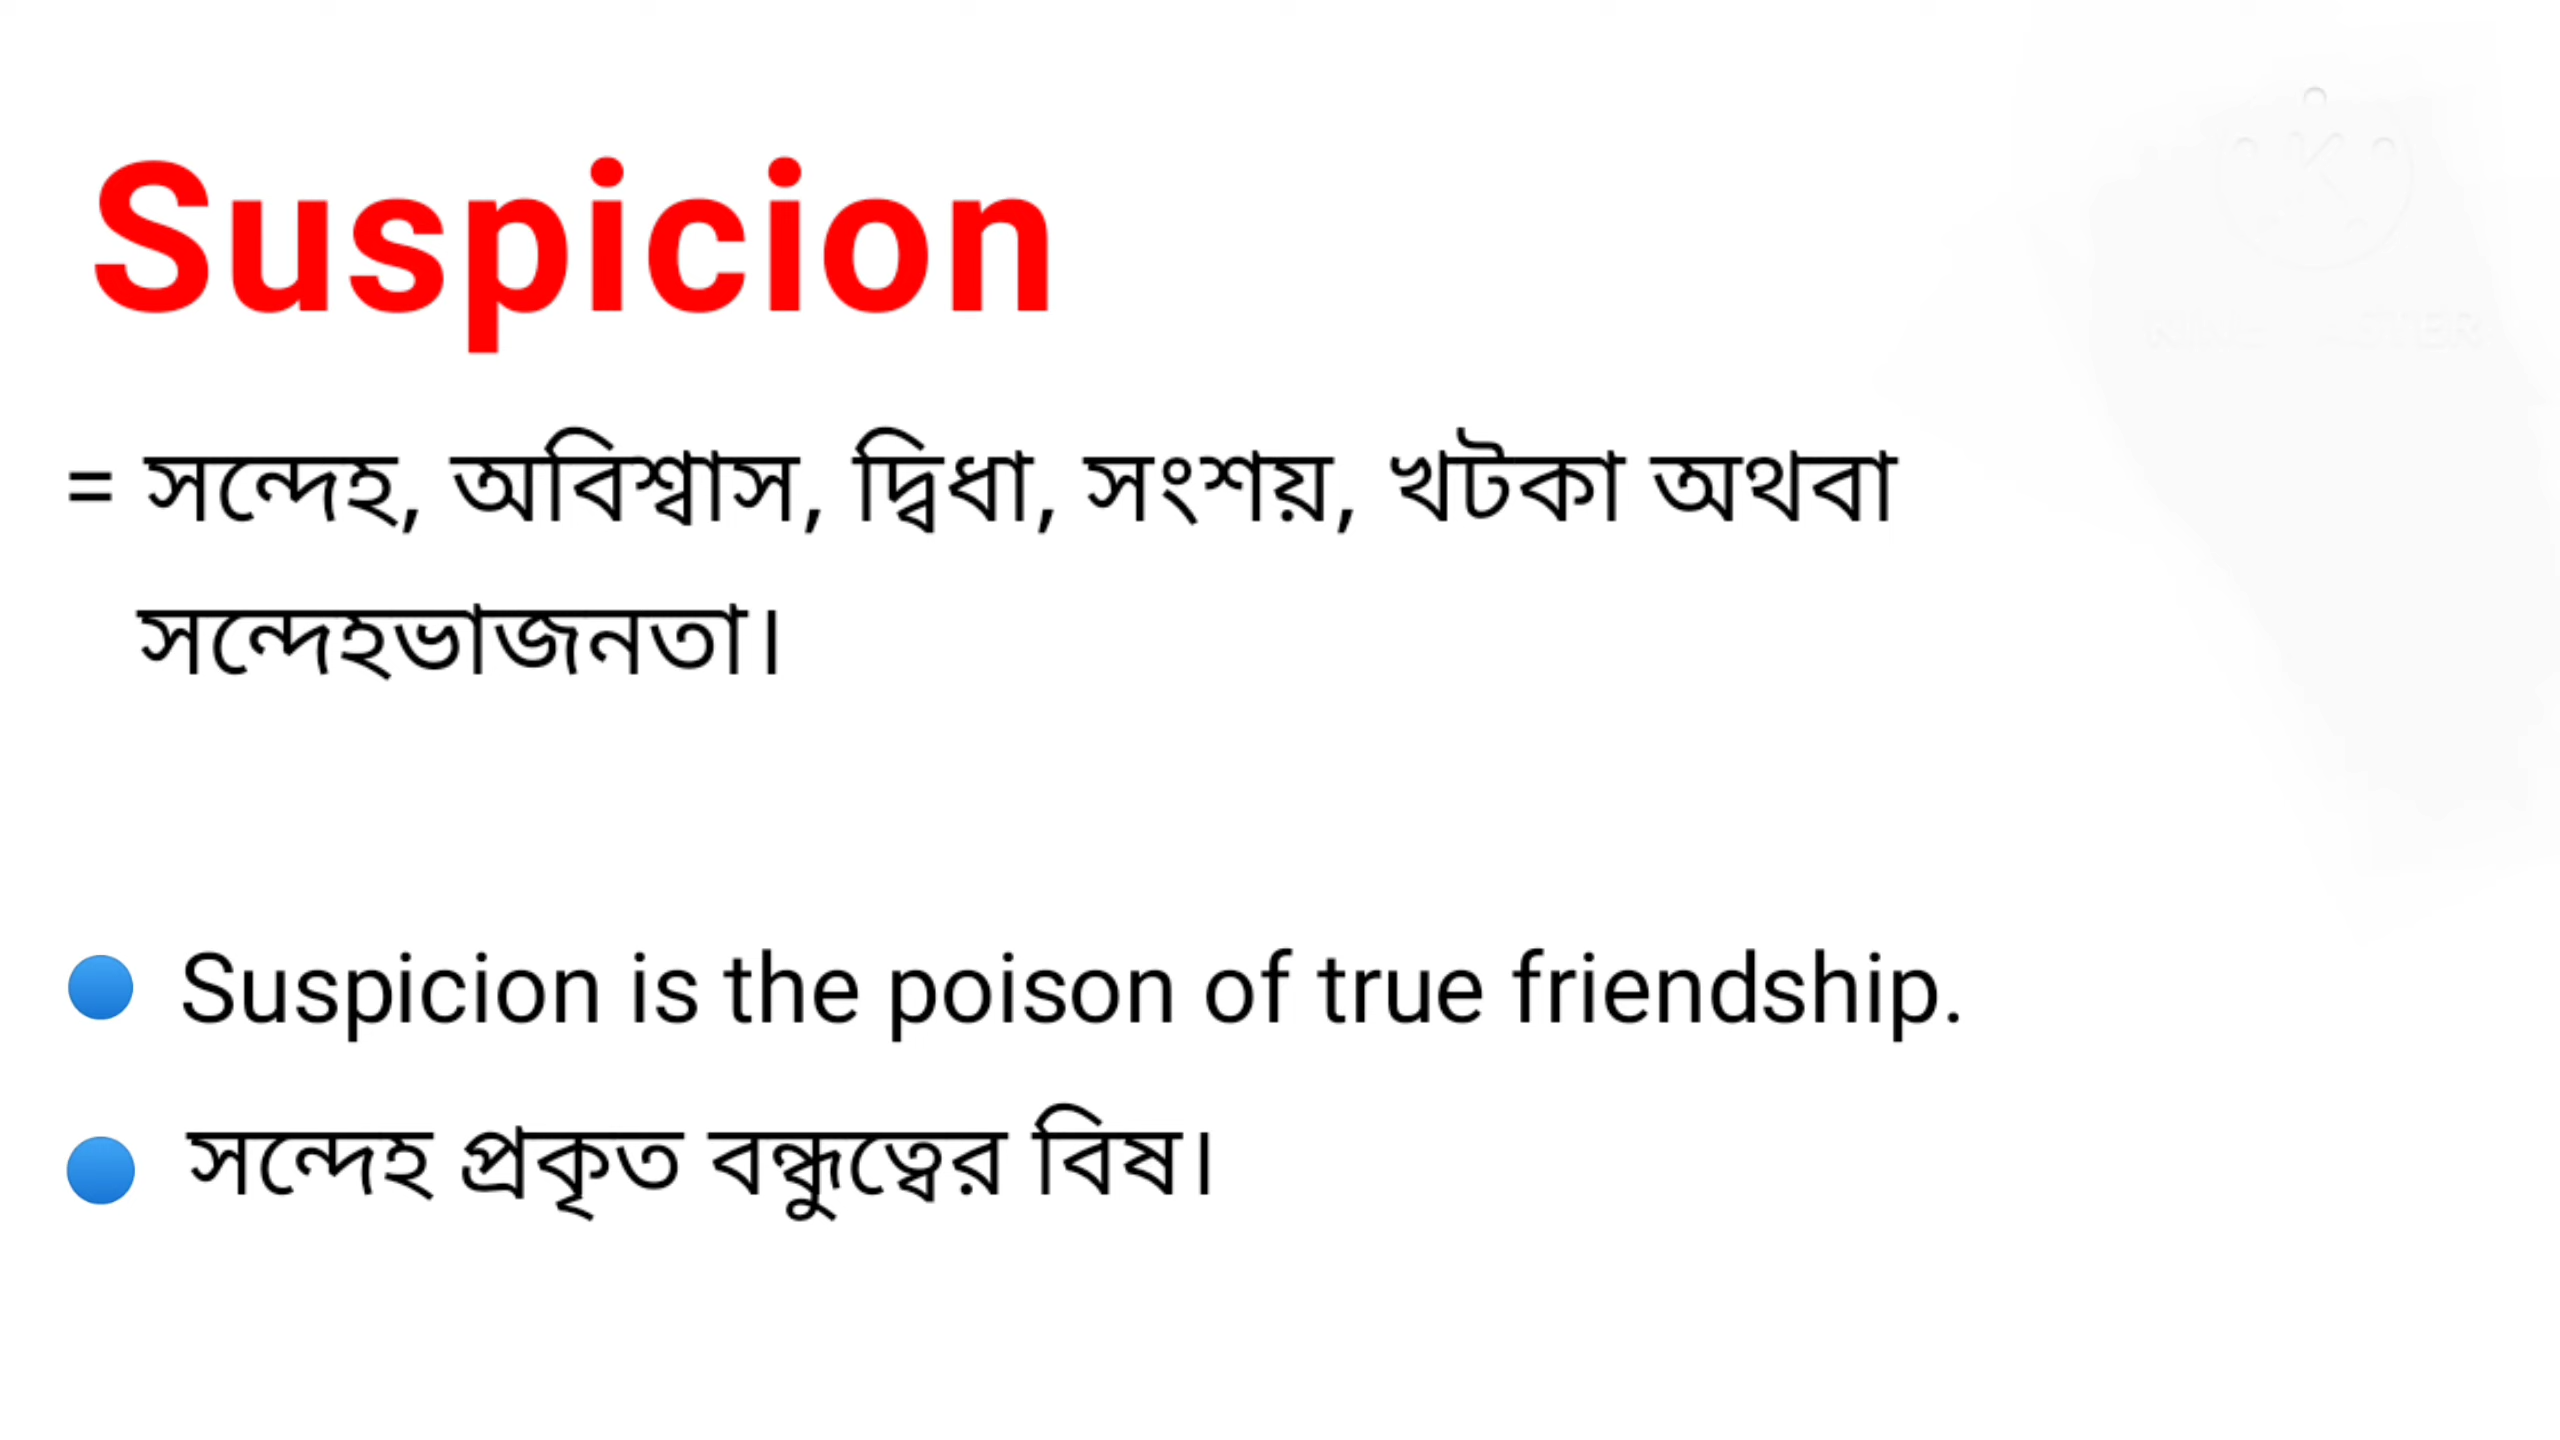 Suspicion
= সন্দেহ, অবিশ্বাস, দ্বিধা, সংশয়, খটকা অথবা
সন্দেহভাজনতা।
Suspicion is the poison of true friendship.
সন্দেহ প্রকৃত বন্ধুত্বের বিষ।